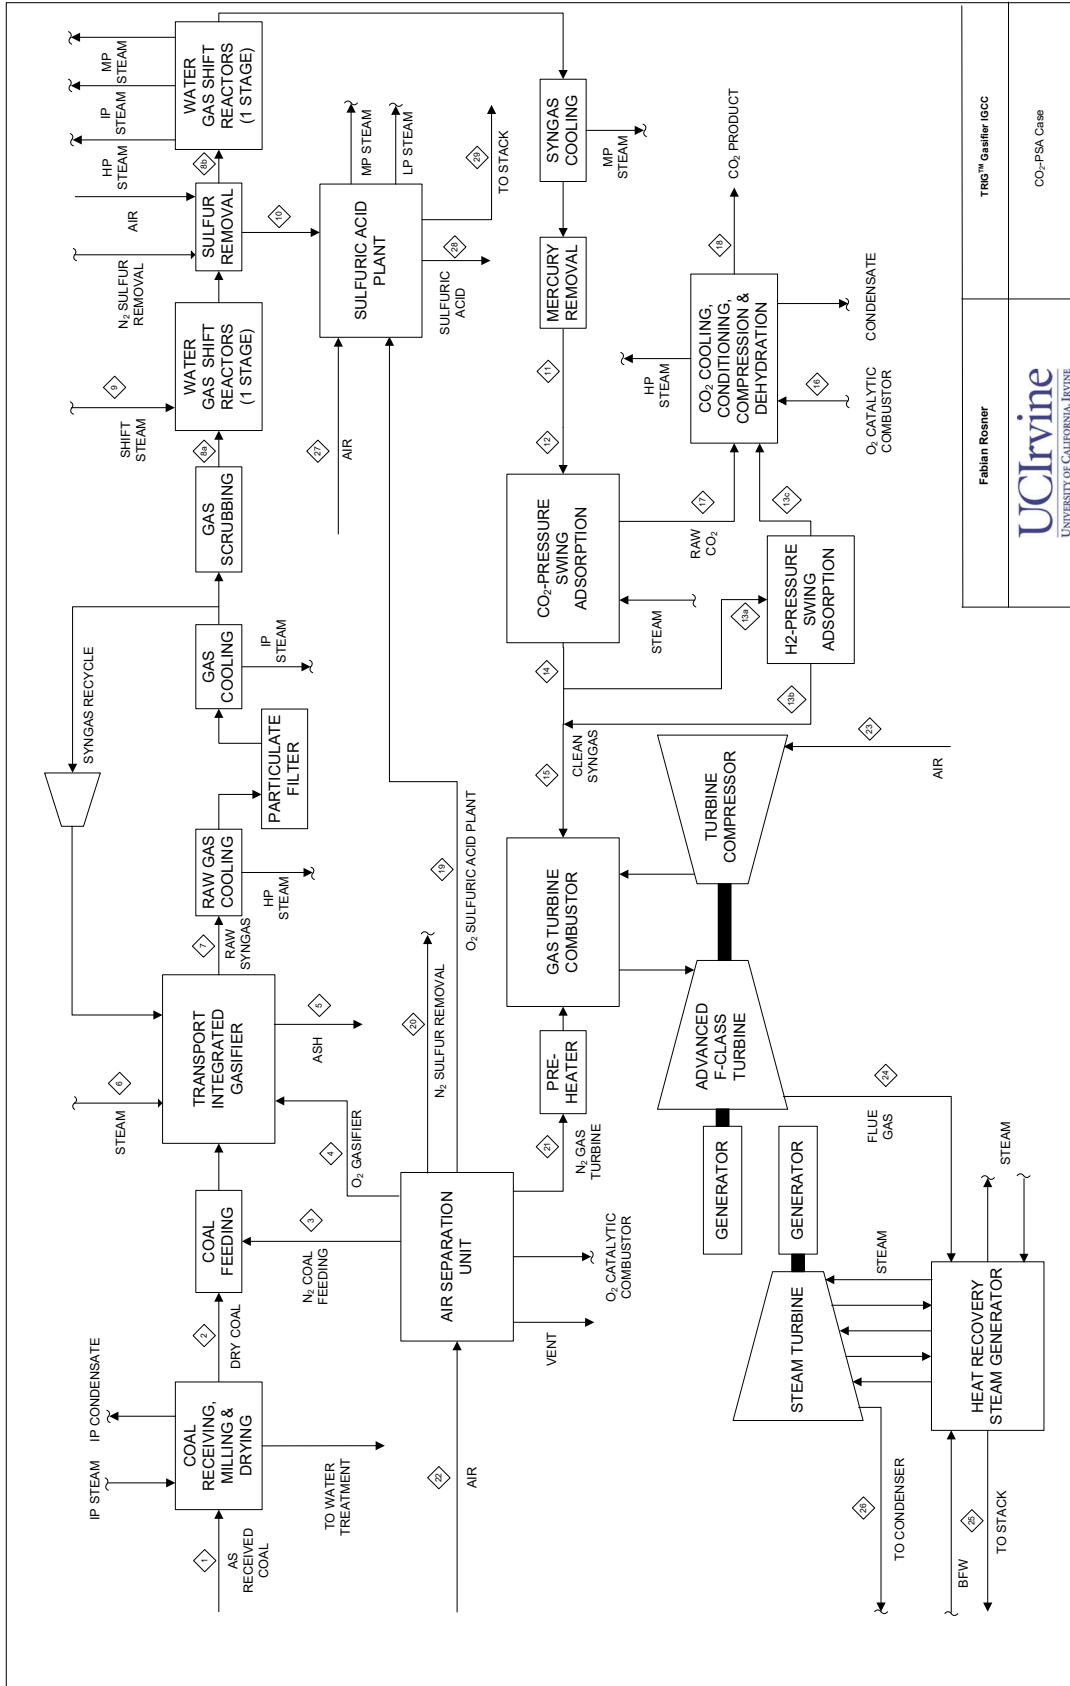 IP STEAM
IP CONDENSATE
1
AS
RECEIVED
COAL
COAL
RECEIVING,
MILLING &
DRYING
TO WATER
TREATMENT
2
DRY COAL
COAL
FEEDING
3
N₂ COAL
FEEDING
4
O₂ GASIFIER
6
STEAM
TRANSPORT
INTEGRATED
GASIFIER
5
ASH
7
RAW
SYNGAS
RAW GAS
COOLING
HP
STEAM
PARTICULATE
FILTER
GAS
COOLING
IP
STEAM
SYNGAS RECYCLE
GAS
SCRUBBING
8a
9
SHIFT
STEAM
WATER
GAS SHIFT
REACTORS
(1 STAGE)
N₂ SULFUR
REMOVAL
AIR
SULFUR
REMOVAL
8b
10
HP
STEAM
IP
STEAM
MP
STEAM
WATER
GAS SHIFT
REACTORS
(1 STAGE)
27
AIR
SULFURIC ACID
PLANT
MP STEAM
LP STEAM
28
SULFURIC
ACID
29
TO STACK
22
AIR
AIR SEPARATION
UNIT
VENT
O₂ CATALYTIC
COMBUSTOR
20
N₂ SULFUR REMOVAL
19
O₂ SULFURIC ACID PLANT
21
N₂ GAS
TURBINE
PRE-
HEATER
GAS TURBINE
COMBUSTOR
15
CLEAN
SYNGAS
14
CO₂-PRESSURE
SWING
ADSORPTION
STEAM
12
11
MERCURY
REMOVAL
SYNGAS
COOLING
MP
STEAM
17
RAW
CO₂
13a
13b
13c
H2-PRESSURE
SWING
ADSORPTION
HP
STEAM
CO₂ COOLING,
CONDITIONING,
COMPRESSION &
DEHYDRATION
16
O₂ CATALYTIC
COMBUSTOR
CONDENSATE
18
CO₂ PRODUCT
GENERATOR
ADVANCED
F-CLASS
TURBINE
TURBINE
COMPRESSOR
23
AIR
24
FLUE
GAS
GENERATOR
STEAM TURBINE
STEAM
STEAM
HEAT RECOVERY
STEAM GENERATOR
26
TO CONDENSER
BFW
25
TO STACK
Fabian Rosner
TRIG™ Gasifier IGCC
UCIrvine
UNIVERSITY OF CALIFORNIA, IRVINE
CO₂-PSA Case